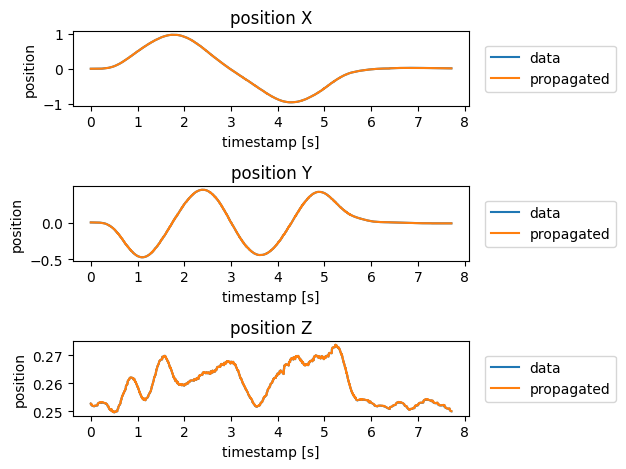 position X
1
0
−1
position
0 1 2 3 4 5 6 7 8
timestamp [s]
data
propagated
position Y
0.0
−0.5
position
0 1 2 3 4 5 6 7 8
timestamp [s]
data
propagated
position Z
0.27
0.26
0.25
position
0 1 2 3 4 5 6 7 8
timestamp [s]
data
propagated